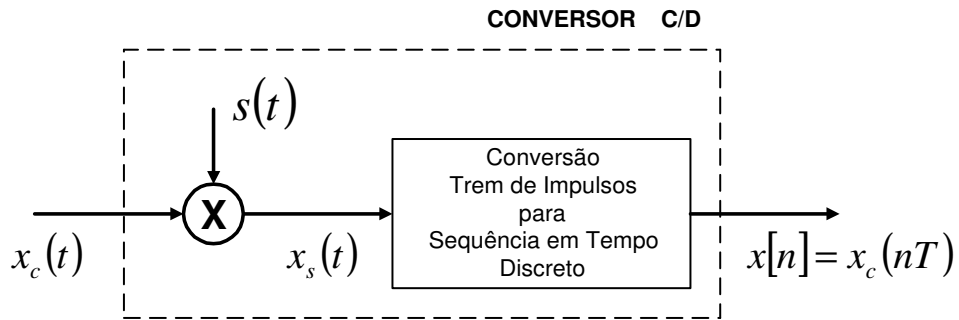 CONVERSOR C/D
s(t)
X
Conversão
Trem de Impulsos
para
Sequência em Tempo
Discreto
x_c(t)
x_s(t)
x[n]= x_c(nT)